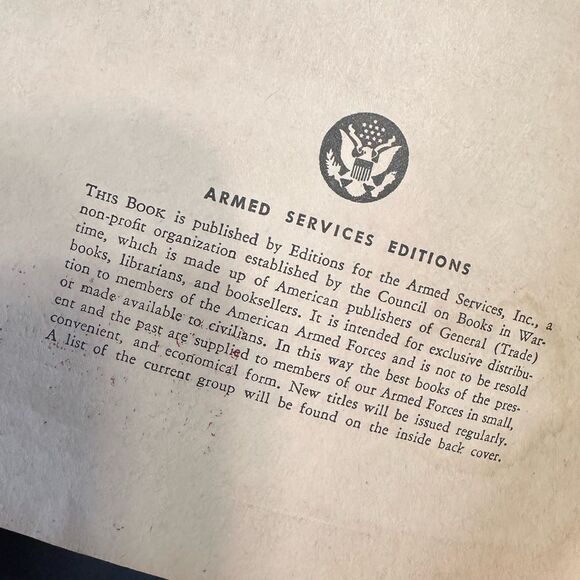 ARMED SERVICES EDITIONS
THIS BOOK is published by Editions for the Armed Services, Inc., a
non-profit organization established by the Council on Books in War-
time, which is made up of American publishers of General (Trade)
books, librarians, and booksellers. It is intended for exclusive distribu-
tion to members of the American Armed Forces and is not to be resold
or made available to civilians. In this way the best books of the pres-
ent and the past are supplied to members of our Armed Forces in small,
convenient, and economical form. New titles will be issued regularly.
A list of the current group will be found on the inside back cover.